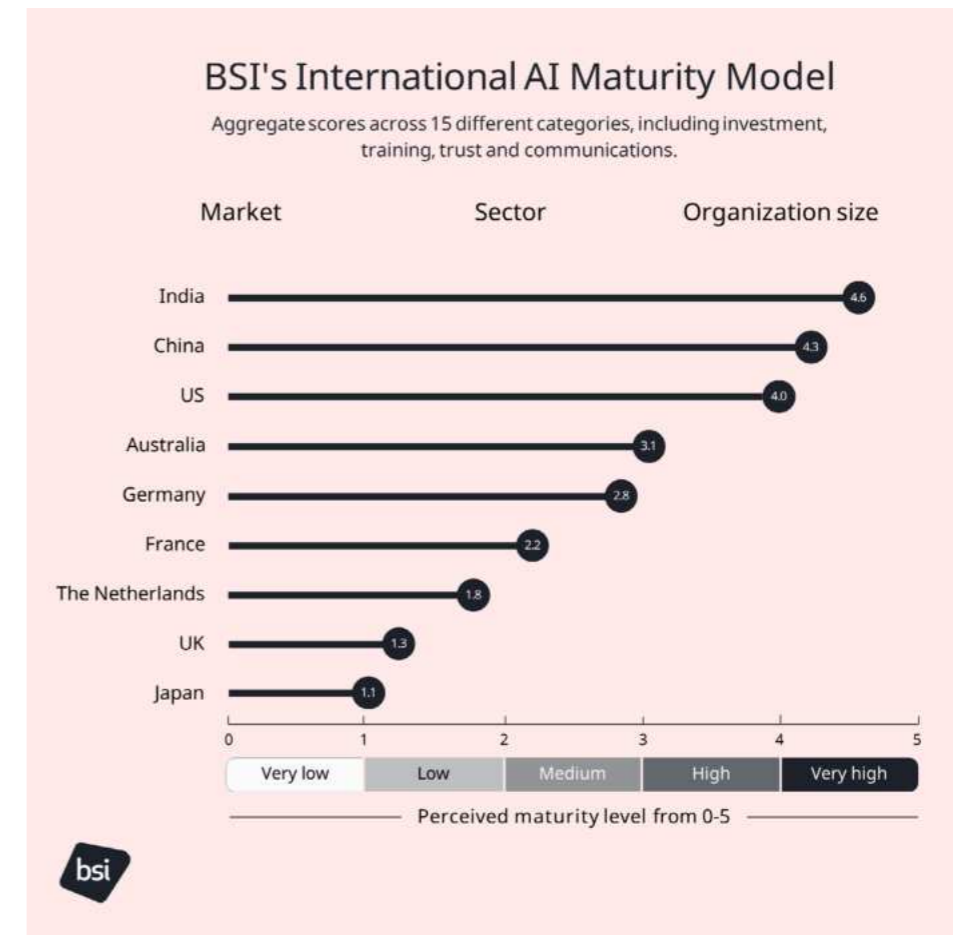 BSI's International AI Maturity Model
Aggregate scores across 15 different categories, including investment,
training, trust and communications.
Market Sector Organization size
India 4.6
China 4.3
US 4.0
Australia 3.1
Germany 2.8
France 2.2
The Netherlands 1.8
UK 1.3
Japan 1.1
0 1 2 3 4 5
Very low Low Medium High Very high
Perceived maturity level from 0-5
bsi